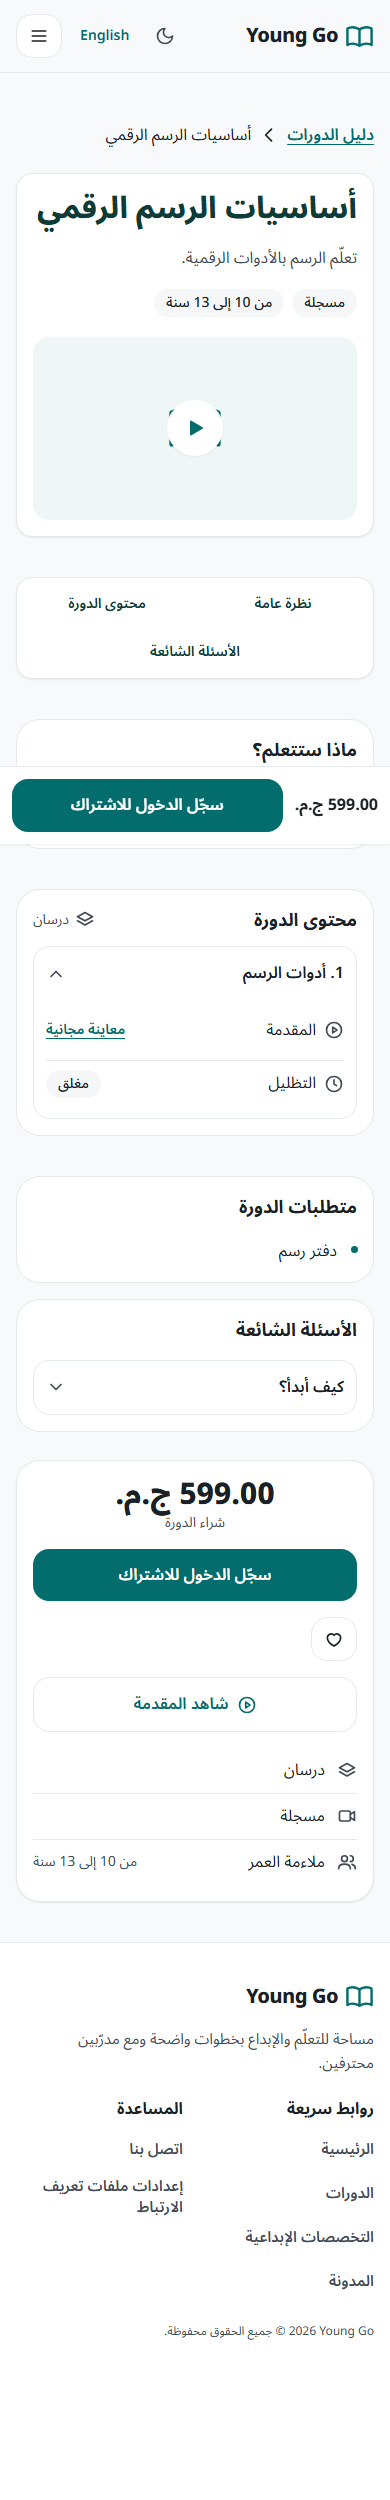 Young Go
English
دليل الدورات
أساسيات الرسم الرقمي
أساسيات الرسم الرقمي
تعلّم الرسم بالأدوات الرقمية.
مسجلة
من 10 إلى 13 سنة
نظرة عامة
محتوى الدورة
الأسئلة الشائعة
ماذا ستتعلم؟
599.00 ج.م.
سجّل الدخول للاشتراك
محتوى الدورة
درسان
1. أدوات الرسم
المقدمة
معاينة مجانية
التظليل
مغلق
متطلبات الدورة
دفتر رسم
الأسئلة الشائعة
كيف أبدأ؟
599.00 ج.م.
شراء الدورة
سجّل الدخول للاشتراك
شاهد المقدمة
درسان
مسجلة
ملاءمة العمر
من 10 إلى 13 سنة
Young Go
مساحة للتعلّم والإبداع بخطوات واضحة ومع مدرّبين
محترفين.
روابط سريعة
الرئيسية
الدورات
التخصصات الإبداعية
المدونة
المساعدة
اتصل بنا
إعدادات ملفات تعريف
الارتباط
Young Go 2026 © جميع الحقوق محفوظة.